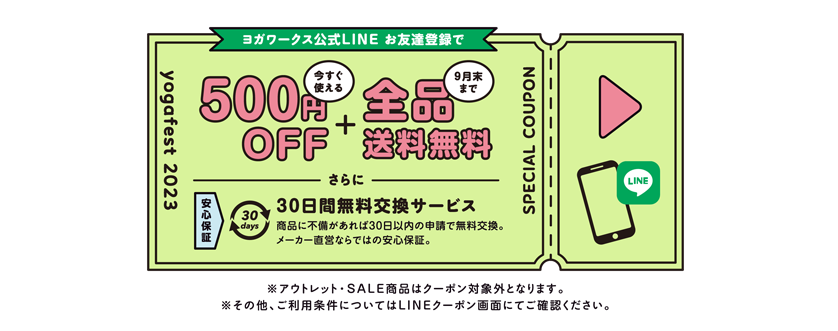 ヨガワークス公式LINE お友達登録で
yogafest 2023
500円
OFF
今すぐ
使える
+
全品
送料無料
9月末
まで
さらに
安心保証
30
days
30日間無料交換サービス
商品に不備があれば30日以内の申請で無料交換。
メーカー直営ならではの安心保証。
SPECIAL COUPON
LINE
※アウトレット・SALE商品はクーポン対象外となります。
※その他、ご利用条件についてはLINEクーポン画面にてご確認ください。